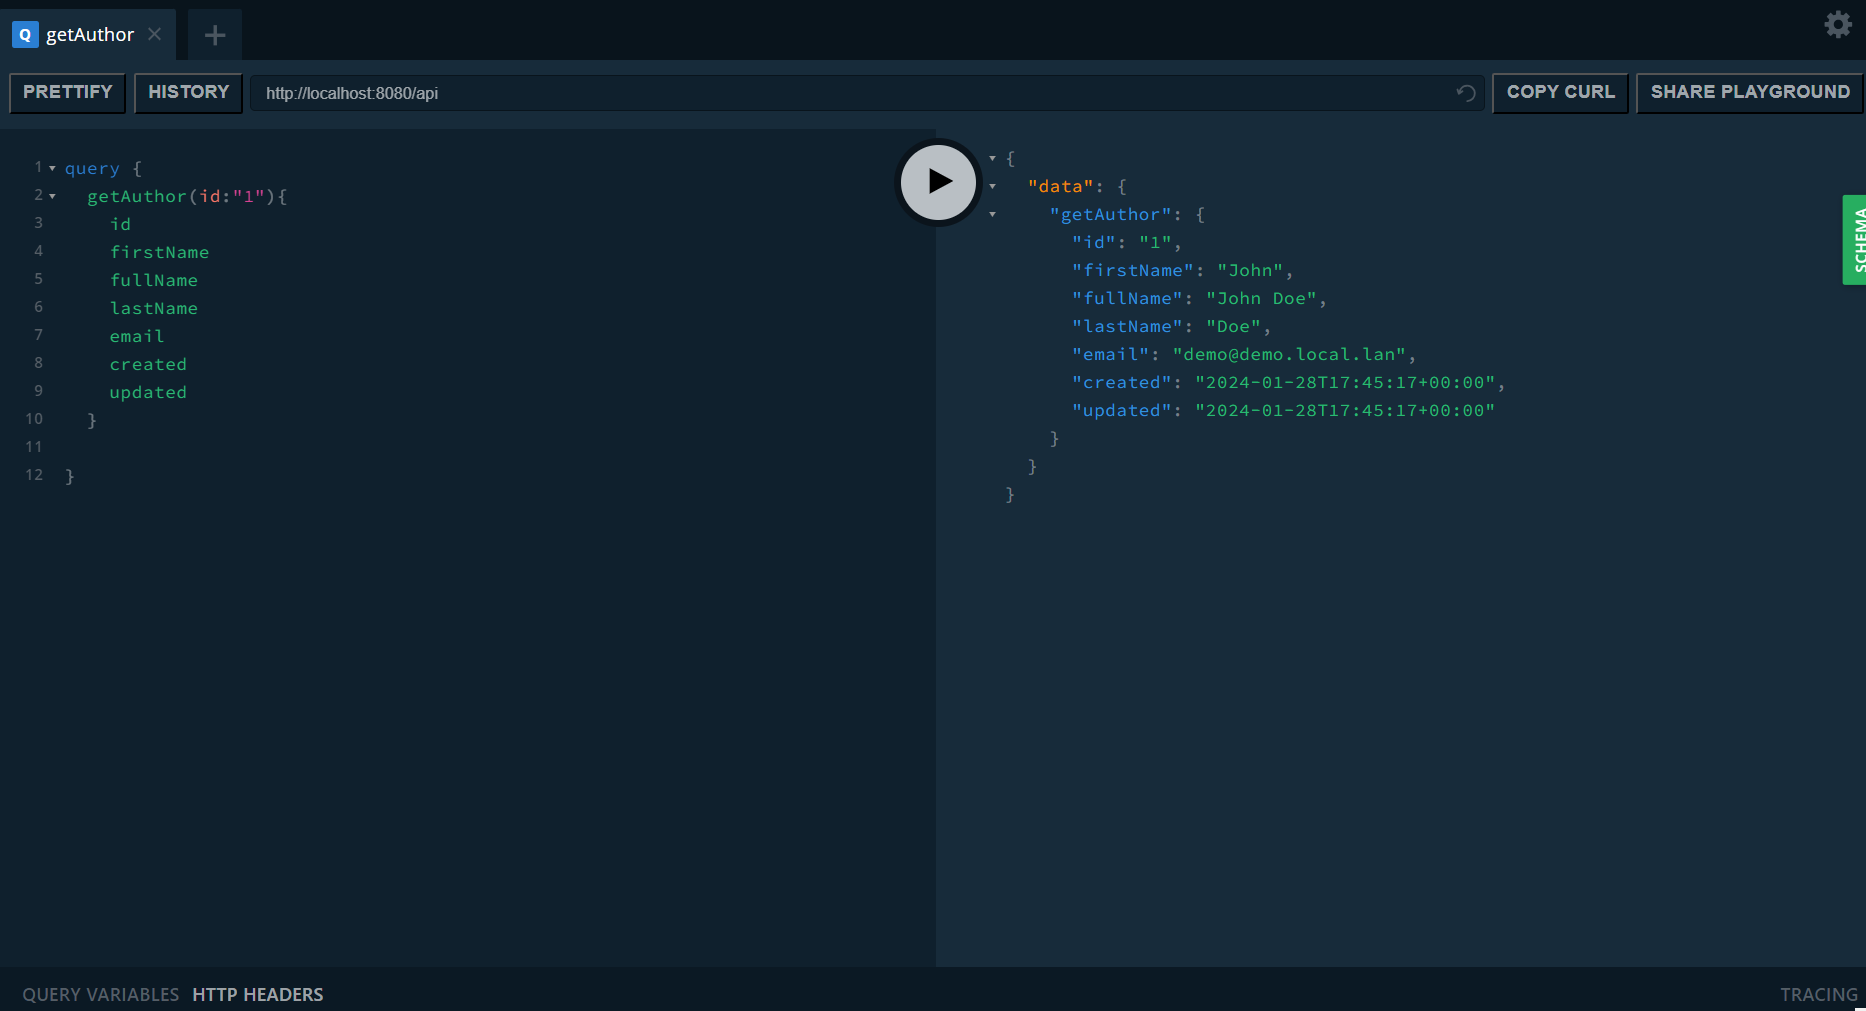 Q getAuthor
PRETTIFY HISTORY http://localhost:8080/api COPY CURL SHARE PLAYGROUND
1 query {
2 getAuthor(id:"1"){
3 id
4 firstName
5 fullName
6 lastName
7 email
8 created
9 updated
10 }
11
12 }
{
"data": {
"getAuthor": {
"id": "1",
"firstName": "John",
"fullName": "John Doe",
"lastName": "Doe",
"email": "demo@demo.local.lan",
"created": "2024-01-28T17:45:17+00:00",
"updated": "2024-01-28T17:45:17+00:00"
}
}
}
SCHEMA
QUERY VARIABLES HTTP HEADERS TRACING